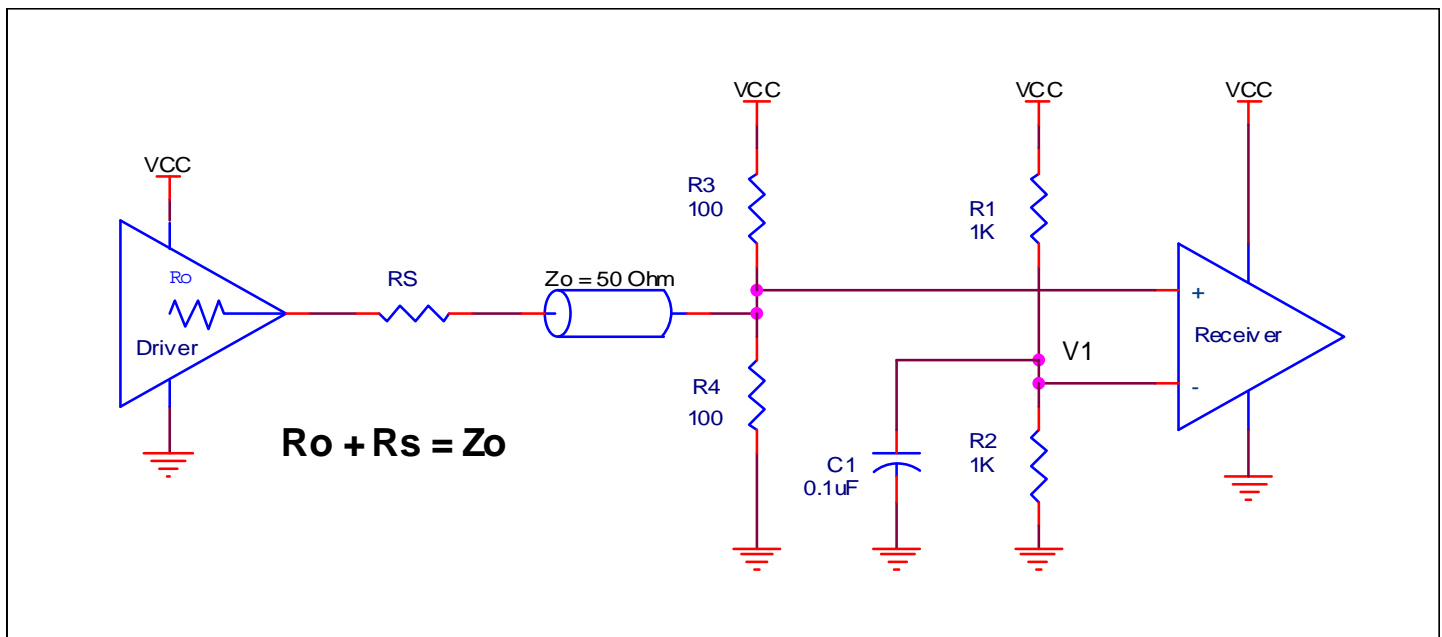 VCC
VCC
VCC
VCC
R3
100
R1
1K
Ro
RS
Zo = 50 Ohm
+
Driver
Receiver
V1
R4
100
-
Ro + Rs = Zo
R2
1K
C1
0.1uF